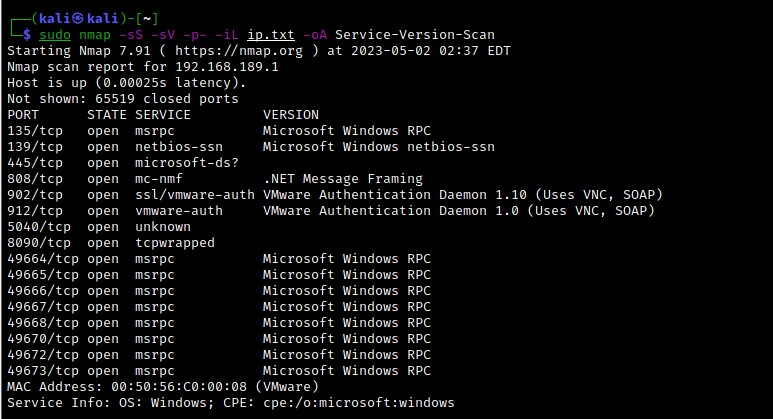 ┌──(kali㉿kali)-[~]
└─$ sudo nmap -sS -sV -p- -iL ip.txt -oA Service-Version-Scan
Starting Nmap 7.91 ( https://nmap.org ) at 2023-05-02 02:37 EDT
Nmap scan report for 192.168.189.1
Host is up (0.00025s latency).
Not shown: 65519 closed ports
PORT      STATE SERVICE         VERSION
135/tcp   open  msrpc           Microsoft Windows RPC
139/tcp   open  netbios-ssn     Microsoft Windows netbios-ssn
445/tcp   open  microsoft-ds?
808/tcp   open  mc-nmf          .NET Message Framing
902/tcp   open  ssl/vmware-auth VMware Authentication Daemon 1.10 (Uses VNC, SOAP)
912/tcp   open  vmware-auth     VMware Authentication Daemon 1.0 (Uses VNC, SOAP)
5040/tcp  open  unknown
8090/tcp  open  tcpwrapped
49664/tcp open  msrpc           Microsoft Windows RPC
49665/tcp open  msrpc           Microsoft Windows RPC
49666/tcp open  msrpc           Microsoft Windows RPC
49667/tcp open  msrpc           Microsoft Windows RPC
49668/tcp open  msrpc           Microsoft Windows RPC
49670/tcp open  msrpc           Microsoft Windows RPC
49672/tcp open  msrpc           Microsoft Windows RPC
49673/tcp open  msrpc           Microsoft Windows RPC
MAC Address: 00:50:56:C0:00:08 (VMware)
Service Info: OS: Windows; CPE: cpe:/o:microsoft:windows